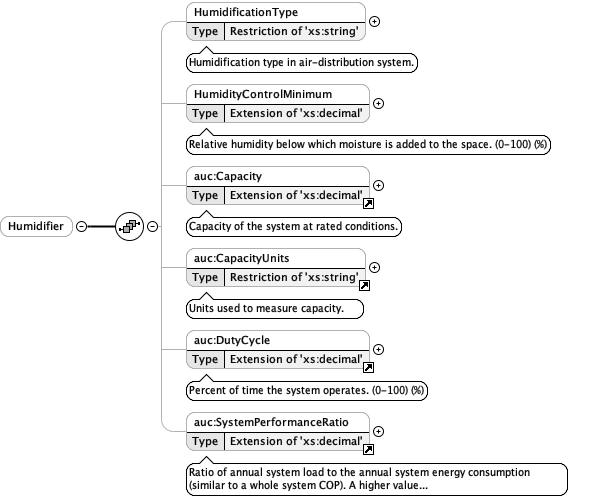 HumidificationType
Type Restriction of 'xs:string'
Humidification type in air-distribution system.
HumidityControlMinimum
Type Extension of 'xs:decimal'
Relative humidity below which moisture is added to the space. (0-100) (%)
auc:Capacity
Type Extension of 'xs:decimal'
Capacity of the system at rated conditions.
Humidifier
auc:CapacityUnits
Type Restriction of 'xs:string'
Units used to measure capacity.
auc:DutyCycle
Type Extension of 'xs:decimal'
Percent of time the system operates. (0-100) (%)
auc:SystemPerformanceRatio
Type Extension of 'xs:decimal'
Ratio of annual system load to the annual system energy consumption
(similar to a whole system COP). A higher value...